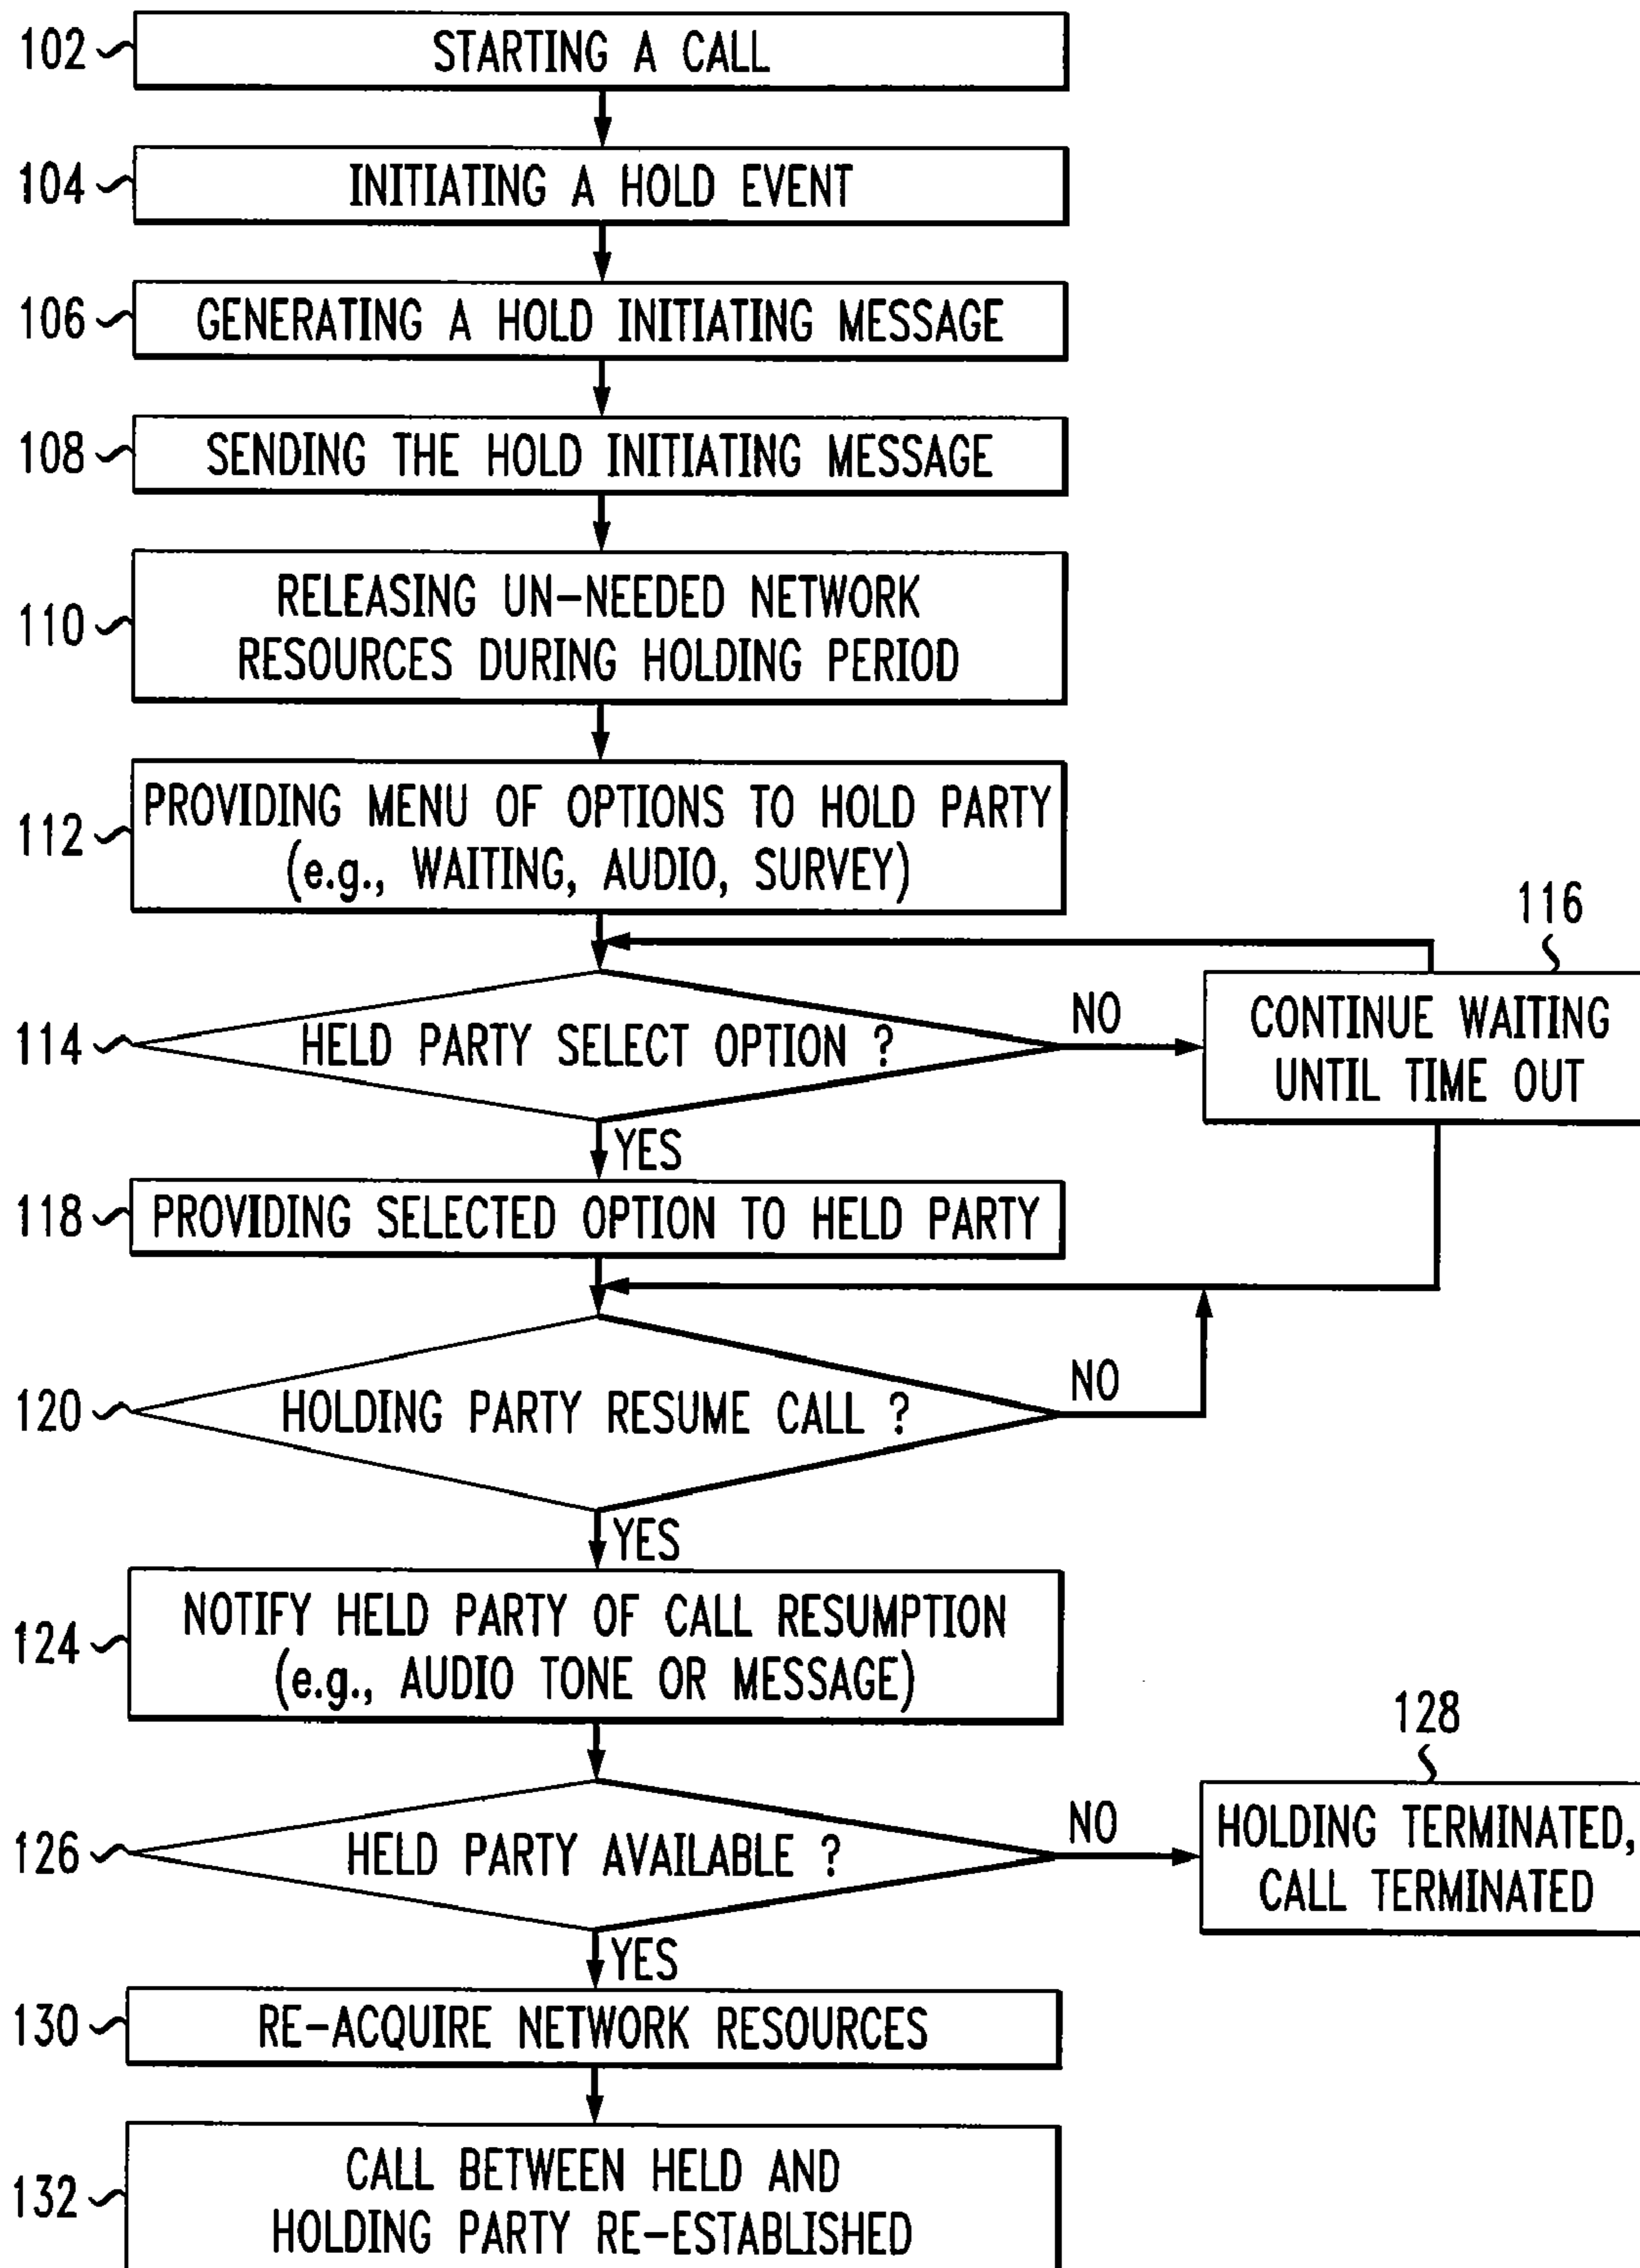 102
STARTING A CALL
104
INITIATING A HOLD EVENT
106
GENERATING A HOLD INITIATING MESSAGE
108
SENDING THE HOLD INITIATING MESSAGE
110
RELEASING UN-NEEDED NETWORK
RESOURCES DURING HOLDING PERIOD
112
PROVIDING MENU OF OPTIONS TO HOLD PARTY
(e.g., WAITING, AUDIO, SURVEY)
114
HELD PARTY SELECT OPTION ?
NO
116
CONTINUE WAITING
UNTIL TIME OUT
YES
118
PROVIDING SELECTED OPTION TO HELD PARTY
120
HOLDING PARTY RESUME CALL ?
NO
YES
124
NOTIFY HELD PARTY OF CALL RESUMPTION
(e.g., AUDIO TONE OR MESSAGE)
126
HELD PARTY AVAILABLE ?
NO
128
HOLDING TERMINATED,
CALL TERMINATED
YES
130
RE-ACQUIRE NETWORK RESOURCES
132
CALL BETWEEN HELD AND
HOLDING PARTY RE-ESTABLISHED